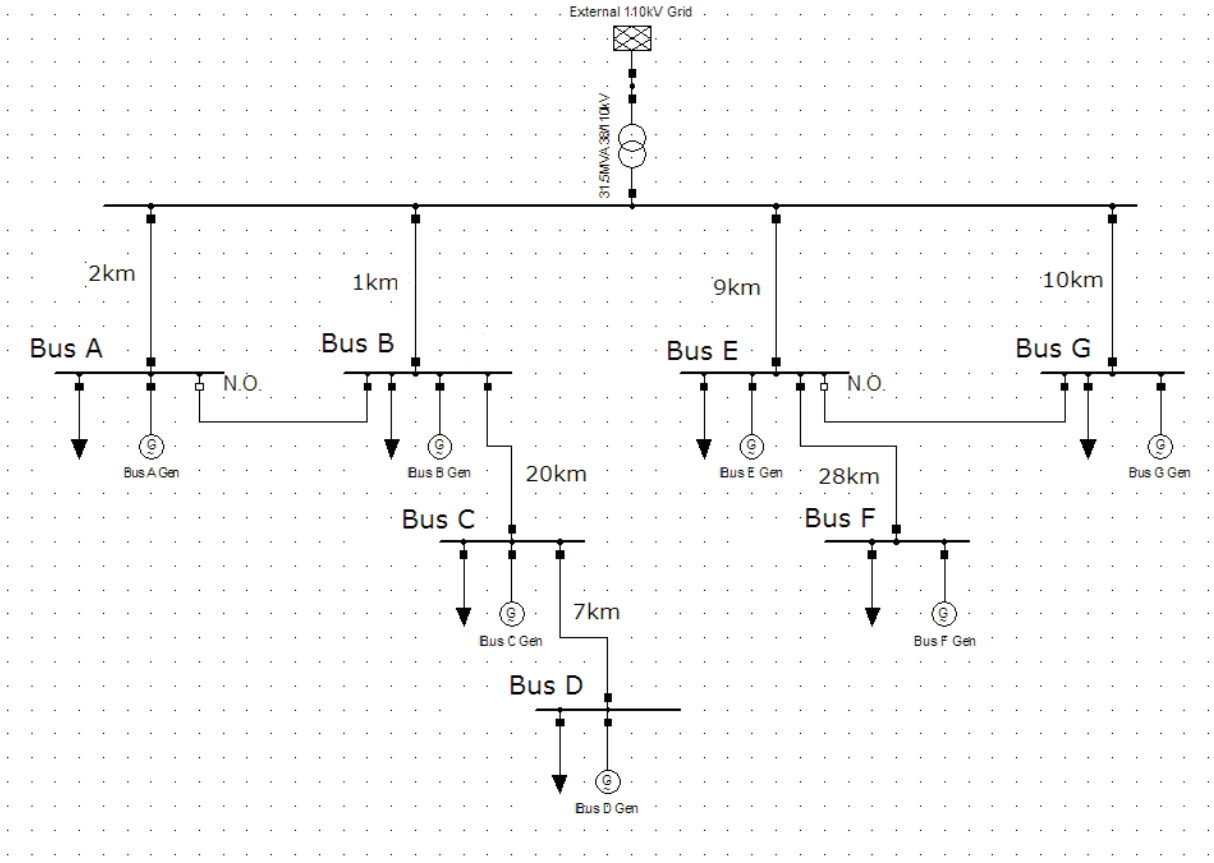 External 110kV Grid
31.5MVA 38/110kV
2km
1km
9km
10km
Bus A
Bus B
Bus E
Bus G
N.O.
N.O.
Bus A Gen
Bus B Gen
Bus E Gen
Bus G Gen
20km
28km
Bus C
Bus F
7km
Bus C Gen
Bus F Gen
Bus D
Bus D Gen